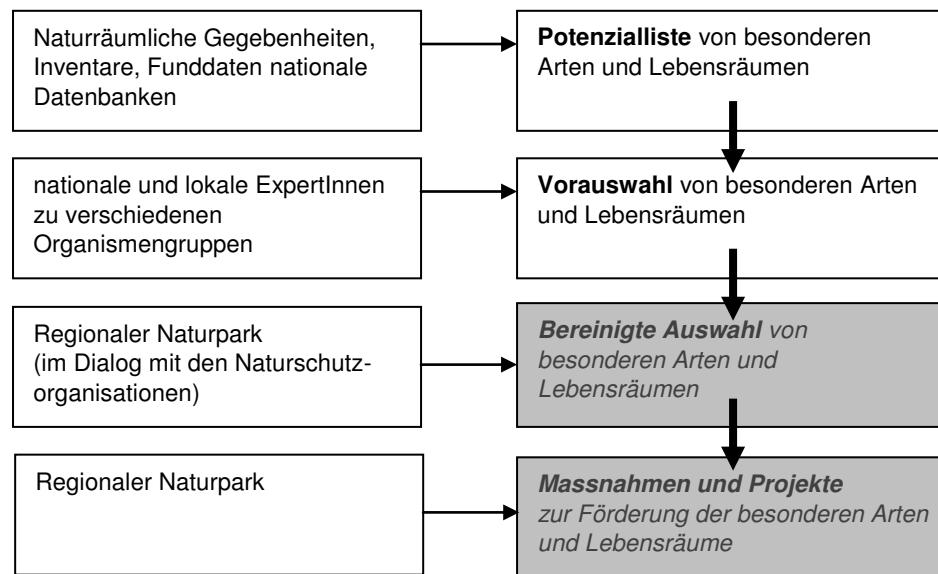 Naturräumliche Gegebenheiten,
Inventare, Funddaten nationale
Datenbanken
Potenzialliste von besonderen
Arten und Lebensräumen
nationale und lokale ExpertInnen
zu verschiedenen
Organismengruppen
Vorauswahl von besonderen Arten
und Lebensräumen
Regionaler Naturpark
(im Dialog mit den Naturschutz-
organisationen)
Bereinigte Auswahl von
besonderen Arten und
Lebensräumen
Regionaler Naturpark
Massnahmen und Projekte
zur Förderung der besonderen Arten
und Lebensräume